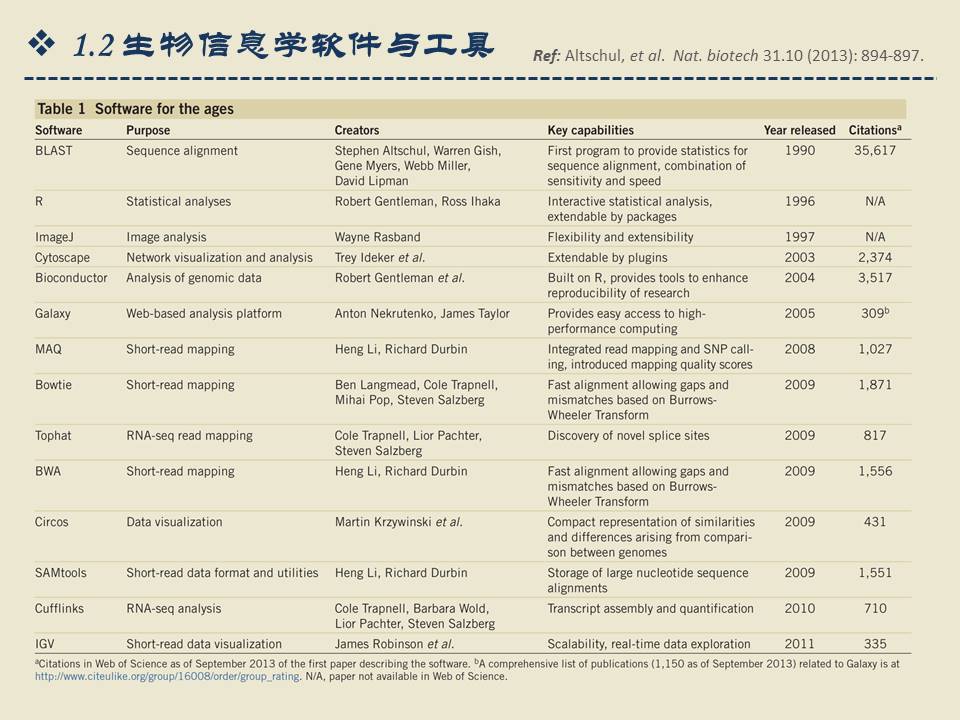 ❖ 1.2 生物信息学软件与工具
Ref: Altschul, et al. Nat. biotech 31.10 (2013): 894-897.
Table 1 Software for the ages
Software Purpose Creators Key capabilities Year released Citationsa
BLAST Sequence alignment Stephen Altschul, Warren Gish, First program to provide statistics for 1990 35,617
Gene Myers, Webb Miller, sequence alignment, combination of
David Lipman sensitivity and speed
R Statistical analyses Robert Gentleman, Ross Ihaka Interactive statistical analysis, 1996 N/A
extendable by packages
ImageJ Image analysis Wayne Rasband Flexibility and extensibility 1997 N/A
Cytoscape Network visualization and analysis Trey Ideker et al. Extendable by plugins 2003 2,374
Bioconductor Analysis of genomic data Robert Gentleman et al. Built on R, provides tools to enhance 2004 3,517
reproducibility of research
Galaxy Web-based analysis platform Anton Nekrutenko, James Taylor Provides easy access to high- 2005 309b
performance computing
MAQ Short-read mapping Heng Li, Richard Durbin Integrated read mapping and SNP call- 2008 1,027
ing, introduced mapping quality scores
Bowtie Short-read mapping Ben Langmead, Cole Trapnell, Fast alignment allowing gaps and 2009 1,871
Mihai Pop, Steven Salzberg mismatches based on Burrows-
Wheeler Transform
Tophat RNA-seq read mapping Cole Trapnell, Lior Pachter, Discovery of novel splice sites 2009 817
Steven Salzberg
BWA Short-read mapping Heng Li, Richard Durbin Fast alignment allowing gaps and 2009 1,556
mismatches based on Burrows-
Wheeler Transform
Circos Data visualization Martin Krzywinski et al. Compact representation of similarities 2009 431
and differences arising from compari-
son between genomes
SAMtools Short-read data format and utilities Heng Li, Richard Durbin Storage of large nucleotide sequence 2009 1,551
alignments
Cufflinks RNA-seq analysis Cole Trapnell, Barbara Wold, Transcript assembly and quantification 2010 710
Lior Pachter, Steven Salzberg
IGV Short-read data visualization James Robinson et al. Scalability, real-time data exploration 2011 335
aCitations in Web of Science as of September 2013 of the first paper describing the software. bA comprehensive list of publications (1,150 as of September 2013) related to Galaxy is at
http://www.citeulike.org/group/16008/order/group_rating. N/A, paper not available in Web of Science.